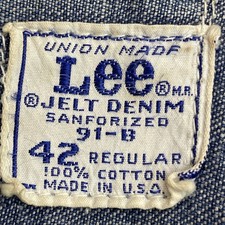 UNION MADE
Lee® M.R.
® JELT DENIM
SANFORIZED
91-B
42 REGULAR
100% COTTON
MADE IN U.S.A.